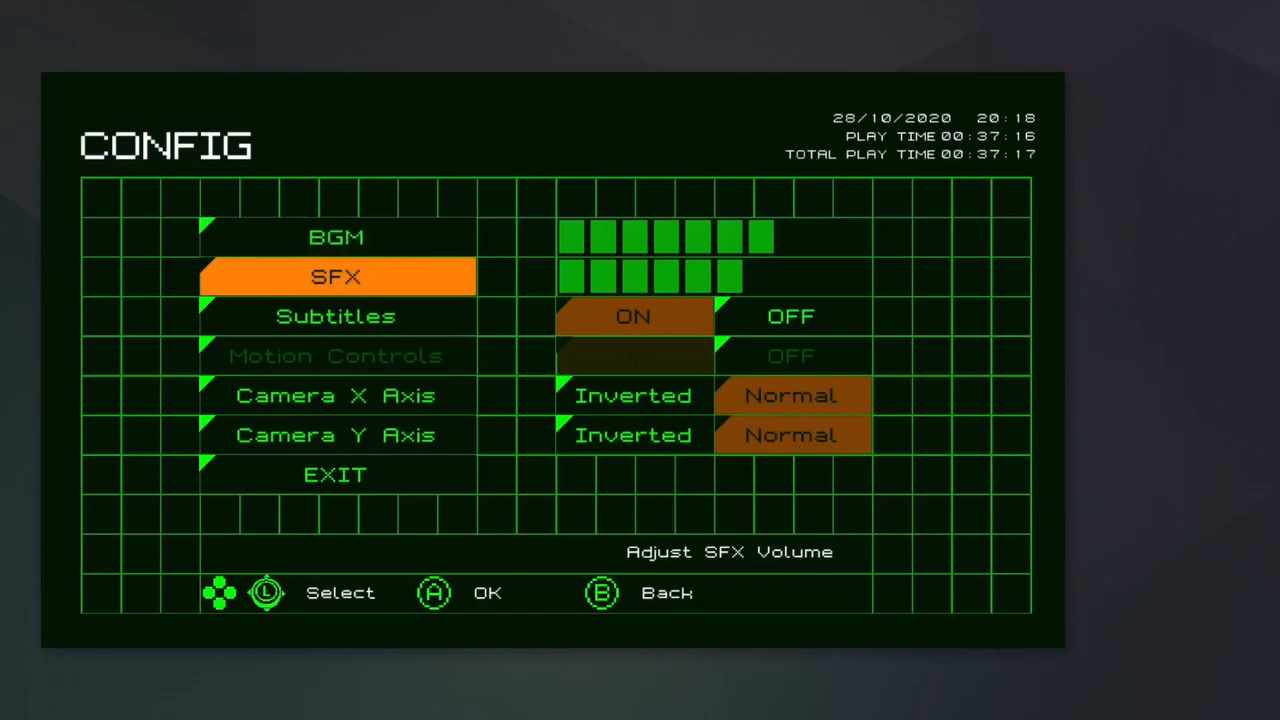 CONFIG
28/10/2020 20:18
PLAY TIME 00:37:16
TOTAL PLAY TIME 00:37:17
BGM
SFX
Subtitles ON OFF
Motion Controls OFF
Camera X Axis Inverted Normal
Camera Y Axis Inverted Normal
EXIT
Adjust SFX Volume
L Select A OK B Back